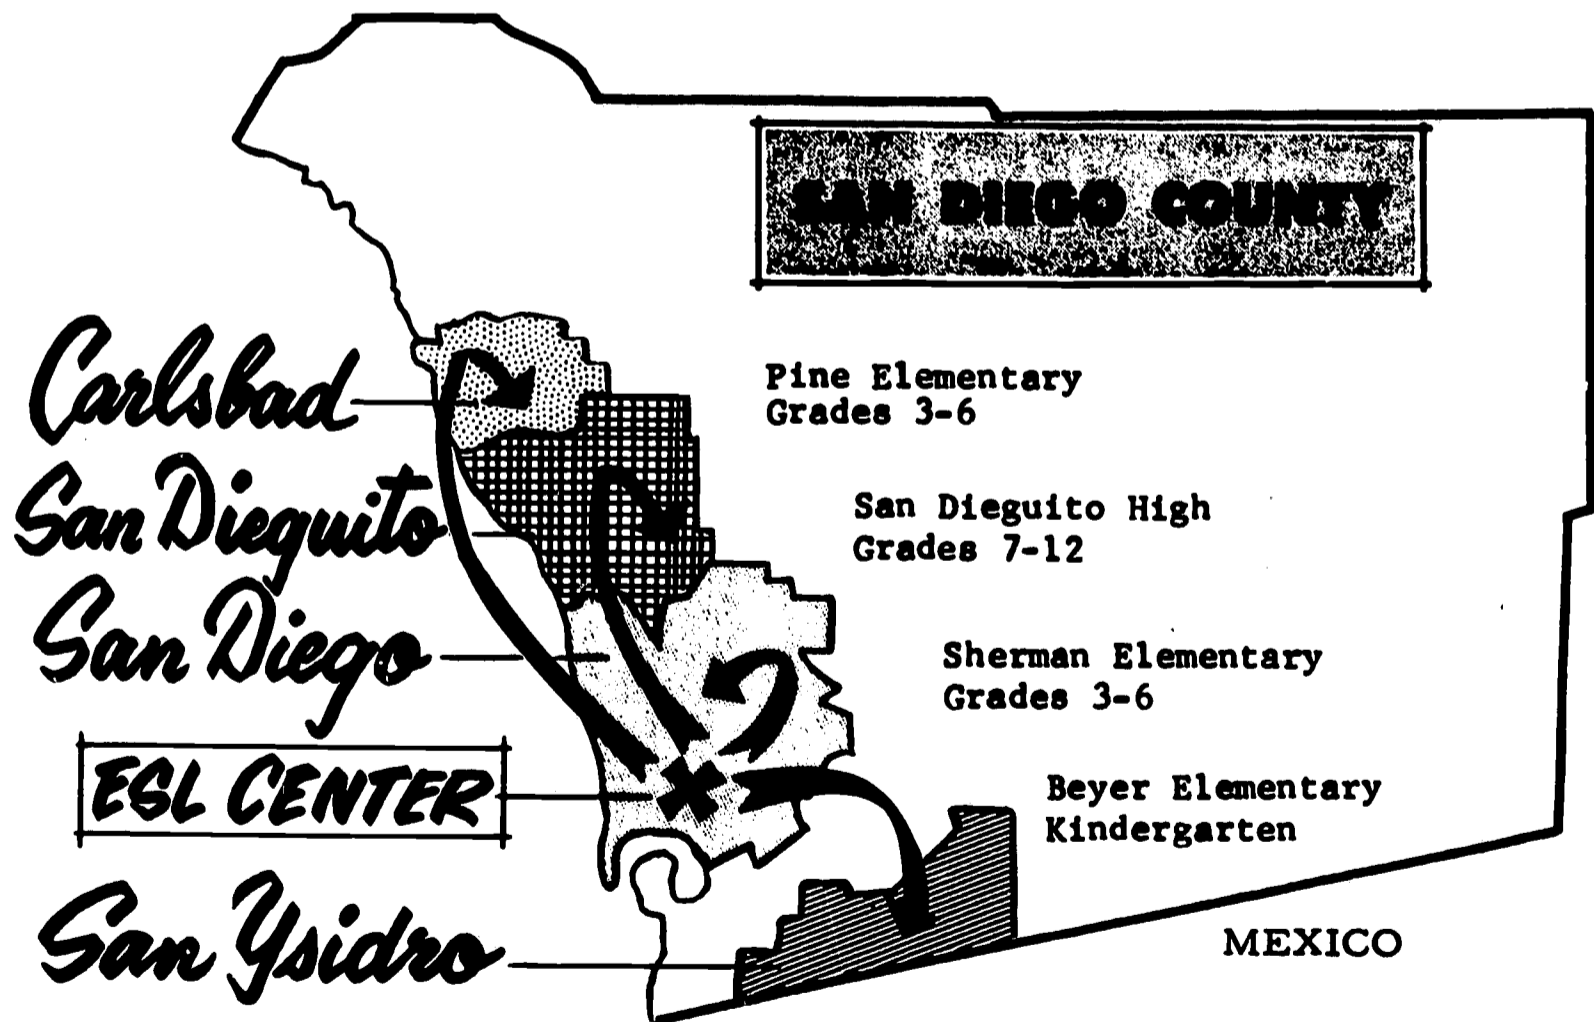 SAN DIEGO COUNTY
Carlsbad
Pine Elementary
Grades 3-6
San Dieguito
San Dieguito High
Grades 7-12
San Diego
Sherman Elementary
Grades 3-6
ESL CENTER
Beyer Elementary
Kindergarten
San Ysidro
MEXICO